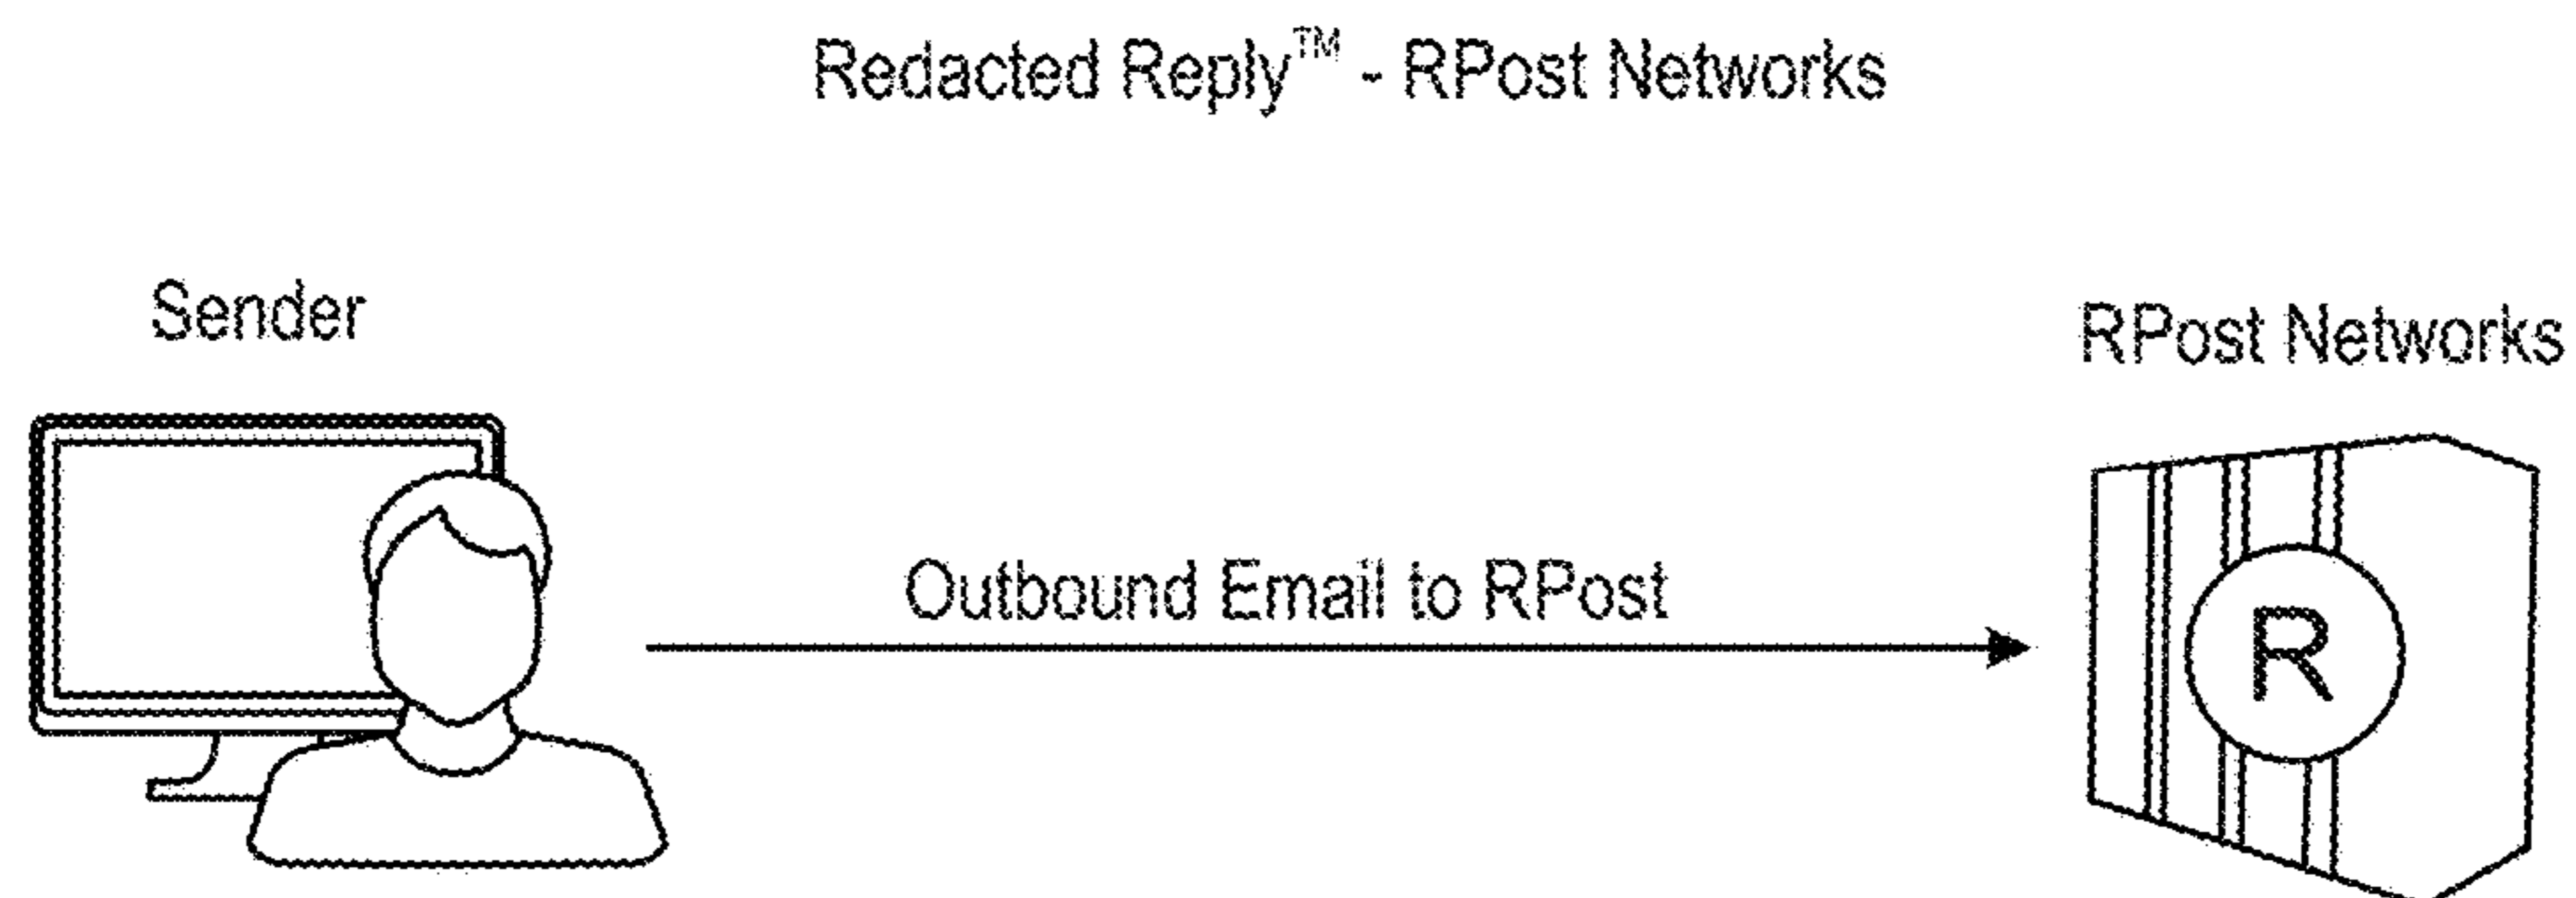 Redacted Reply™ - RPost Networks
Sender
RPost Networks
Outbound Email to RPost
R